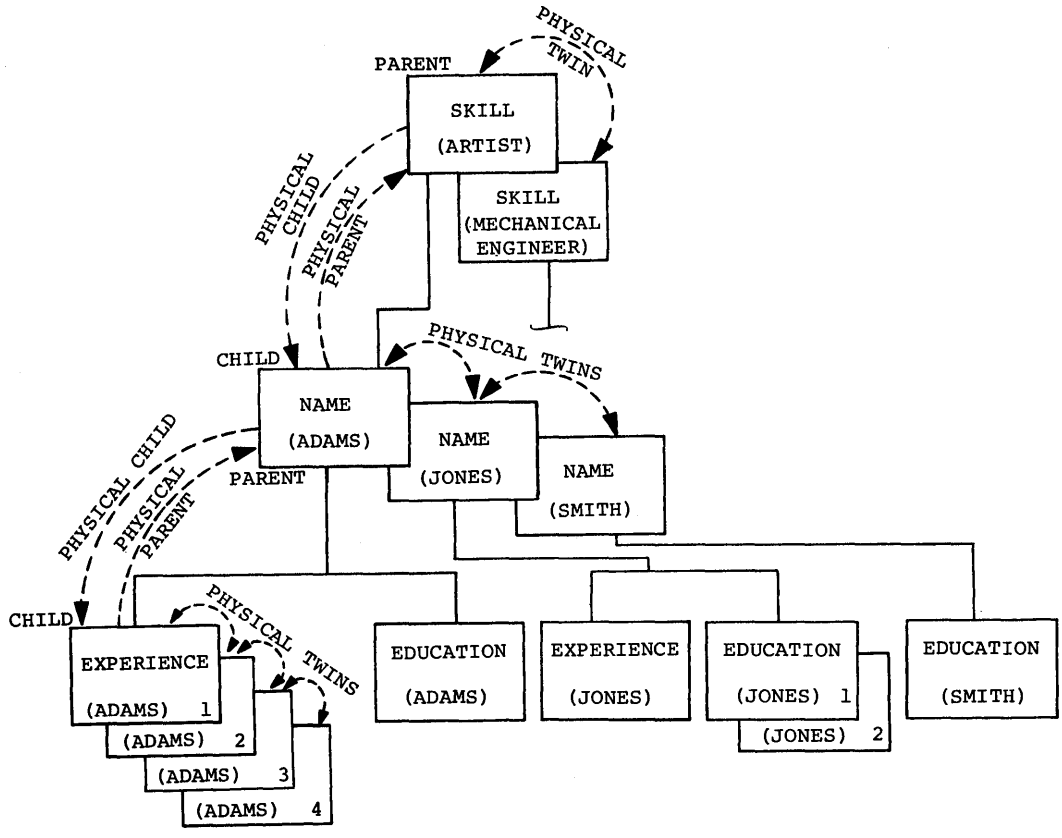 PHYSICAL
TWIN
PARENT
SKILL
(ARTIST)
SKILL
(MECHANICAL
ENGINEER)
PHYSICAL
CHILD
PHYSICAL
PARENT
PHYSICAL TWINS
CHILD
NAME
(ADAMS)
NAME
(JONES)
NAME
(SMITH)
PARENT
PHYSICAL CHILD
PHYSICAL
PARENT
CHILD
PHYSICAL TWINS
EXPERIENCE
(ADAMS) 1
(ADAMS) 2
(ADAMS) 3
(ADAMS) 4
EDUCATION
(ADAMS)
EXPERIENCE
(JONES)
EDUCATION
(JONES) 1
(JONES) 2
EDUCATION
(SMITH)